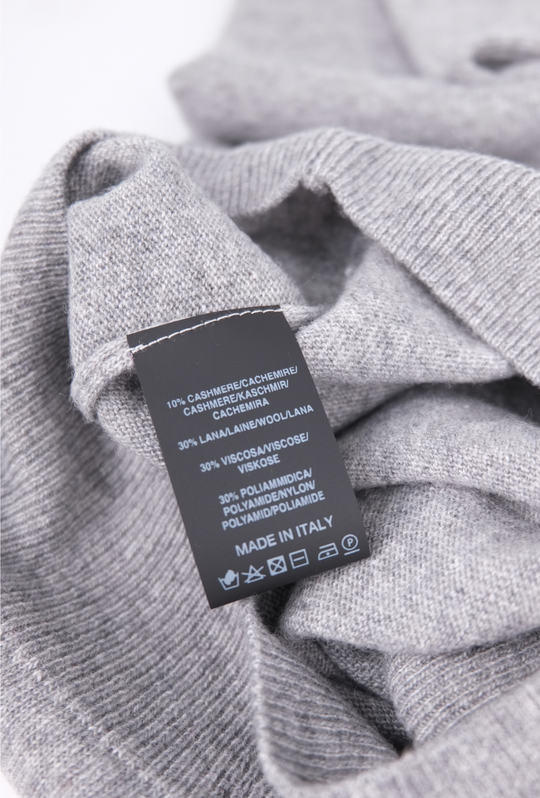 10% CASHMERE/CACHEMIRE/
CASHMERE/KASCHMIR/
CACHEMIRA
30% LANA/LAINE/WOOL/LANA
30% VISCOSA/VISCOSE/
VISKOSE
30% POLIAMMIDICA/
POLYAMIDE/NYLON/
POLYAMID/POLIAMIDE
MADE IN ITALY
P